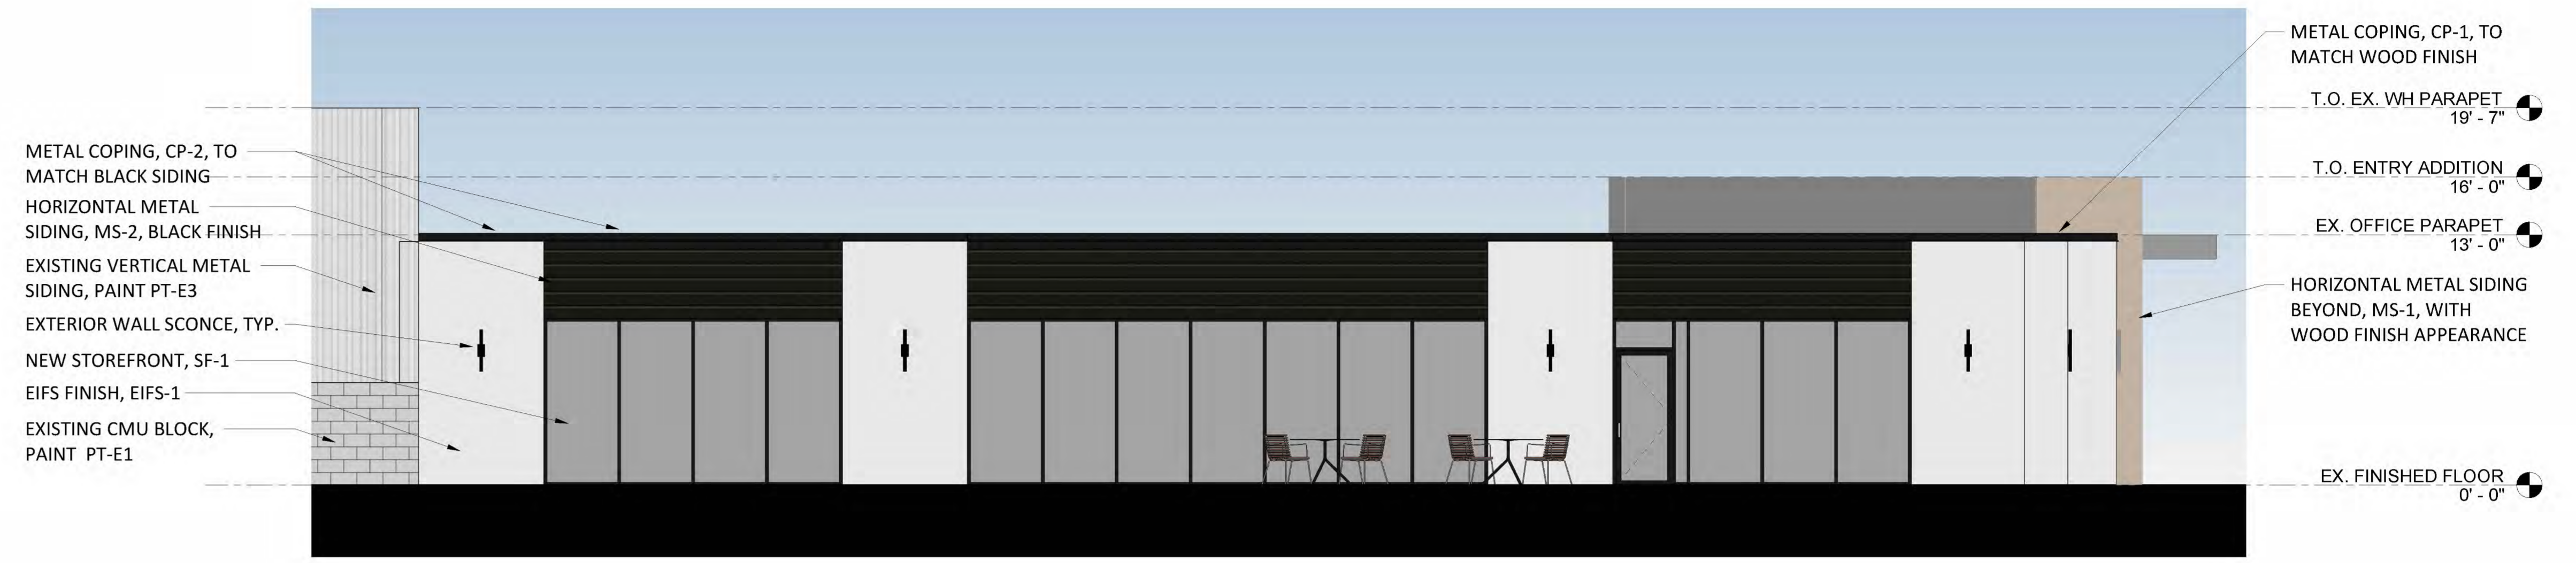 METAL COPING, CP-2, TO
MATCH BLACK SIDING
HORIZONTAL METAL
SIDING, MS-2, BLACK FINISH
EXISTING VERTICAL METAL
SIDING, PAINT PT-E3
EXTERIOR WALL SCONCE, TYP.
NEW STOREFRONT, SF-1
EIFS FINISH, EIFS-1
EXISTING CMU BLOCK,
PAINT PT-E1
METAL COPING, CP-1, TO
MATCH WOOD FINISH
T.O. EX. WH PARAPET
19' - 7"
T.O. ENTRY ADDITION
16' - 0"
EX. OFFICE PARAPET
13' - 0"
HORIZONTAL METAL SIDING
BEYOND, MS-1, WITH
WOOD FINISH APPEARANCE
EX. FINISHED FLOOR
0' - 0"